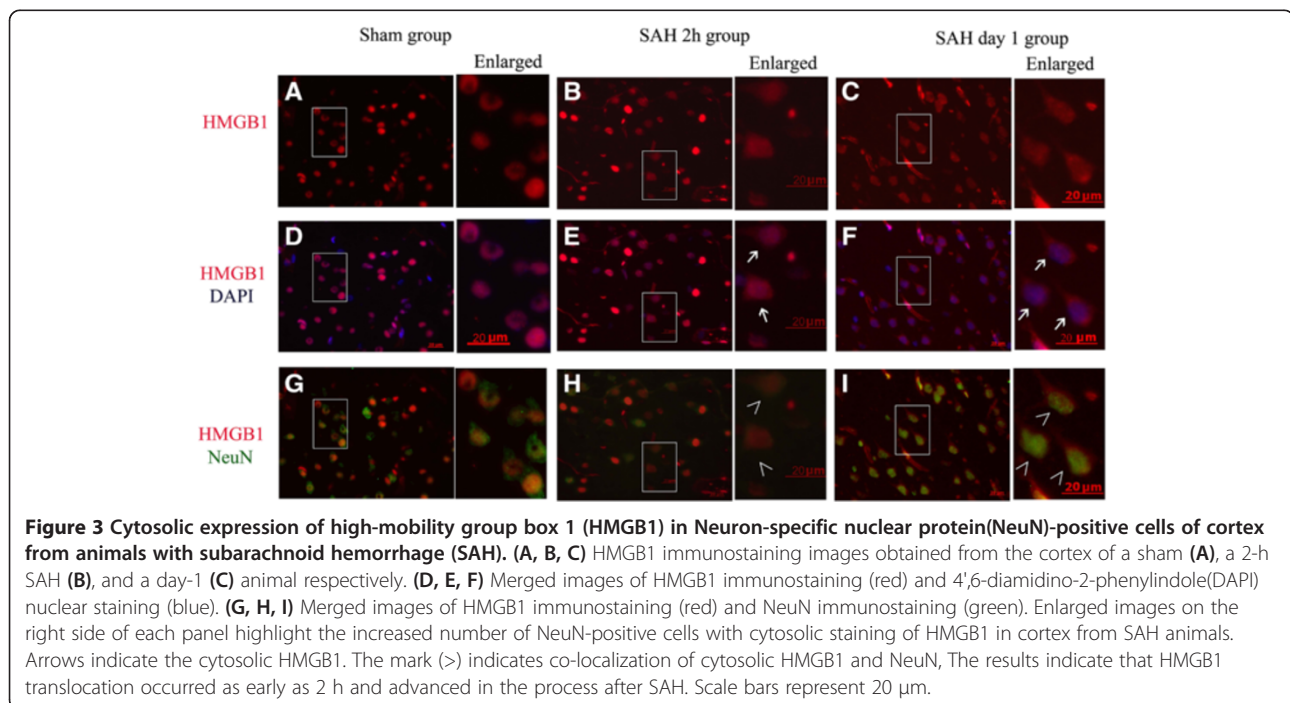 Sham group
SAH 2h group
SAH day 1 group
Enlarged
Enlarged
Enlarged
HMGB1
A
B
20 μm
C
20 μm
HMGB1
DAPI
D
20 μm
E
20 μm
F
20 μm
HMGB1
NeuN
G
H
20 μm
I
20 μm
Figure 3 Cytosolic expression of high-mobility group box 1 (HMGB1) in Neuron-specific nuclear protein(NeuN)-positive cells of cortex
from animals with subarachnoid hemorrhage (SAH). (A, B, C) HMGB1 immunostaining images obtained from the cortex of a sham (A), a 2-h
SAH (B), and a day-1 (C) animal respectively. (D, E, F) Merged images of HMGB1 immunostaining (red) and 4',6-diamidino-2-phenylindole(DAPI)
nuclear staining (blue). (G, H, I) Merged images of HMGB1 immunostaining (red) and NeuN immunostaining (green). Enlarged images on the
right side of each panel highlight the increased number of NeuN-positive cells with cytosolic staining of HMGB1 in cortex from SAH animals.
Arrows indicate the cytosolic HMGB1. The mark (>) indicates co-localization of cytosolic HMGB1 and NeuN, The results indicate that HMGB1
translocation occurred as early as 2 h and advanced in the process after SAH. Scale bars represent 20 μm.